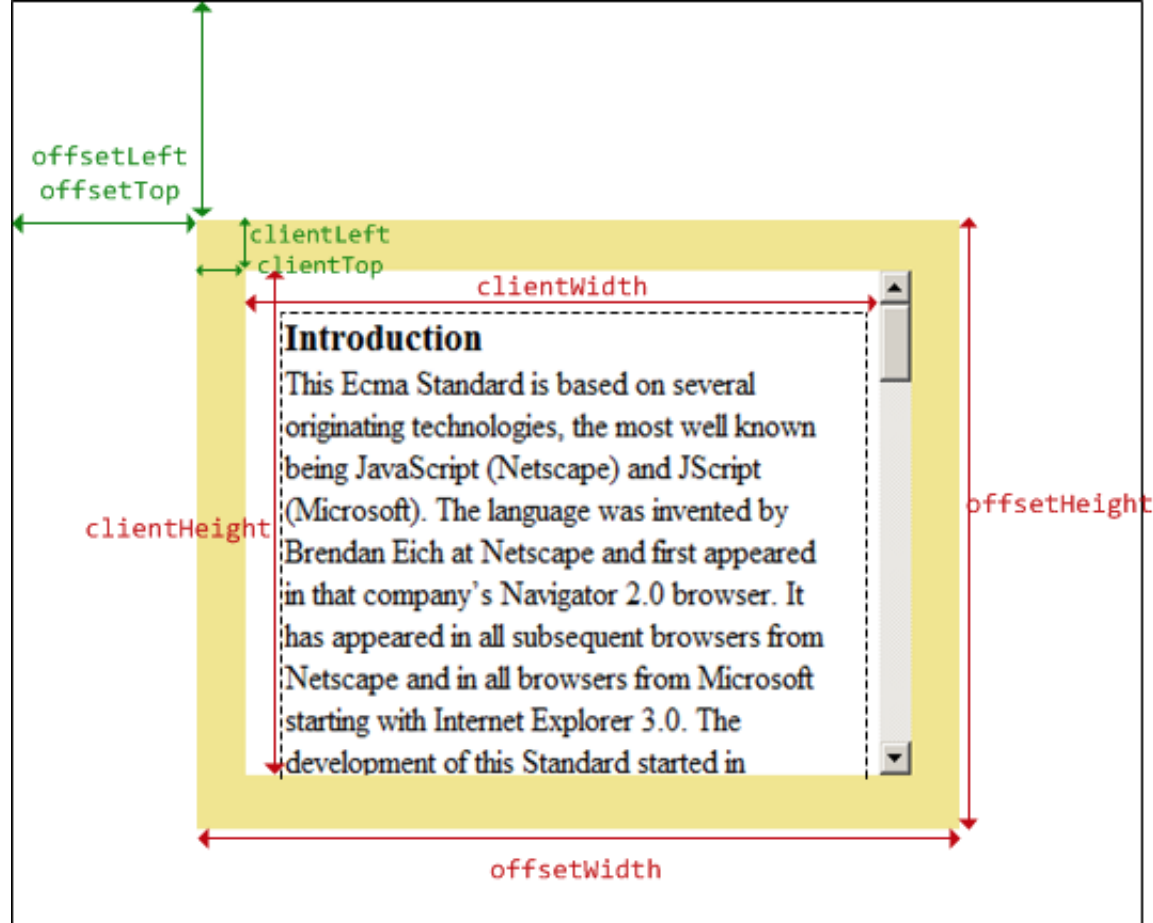 offsetLeft
offsetTop
clientLeft
clientTop
clientWidth
Introduction
This Ecma Standard is based on several
originating technologies, the most well known
being JavaScript (Netscape) and JScript
(Microsoft). The language was invented by
Brendan Eich at Netscape and first appeared
in that company’s Navigator 2.0 browser. It
has appeared in all subsequent browsers from
Netscape and in all browsers from Microsoft
starting with Internet Explorer 3.0. The
development of this Standard started in
clientHeight
offsetHeight
offsetWidth